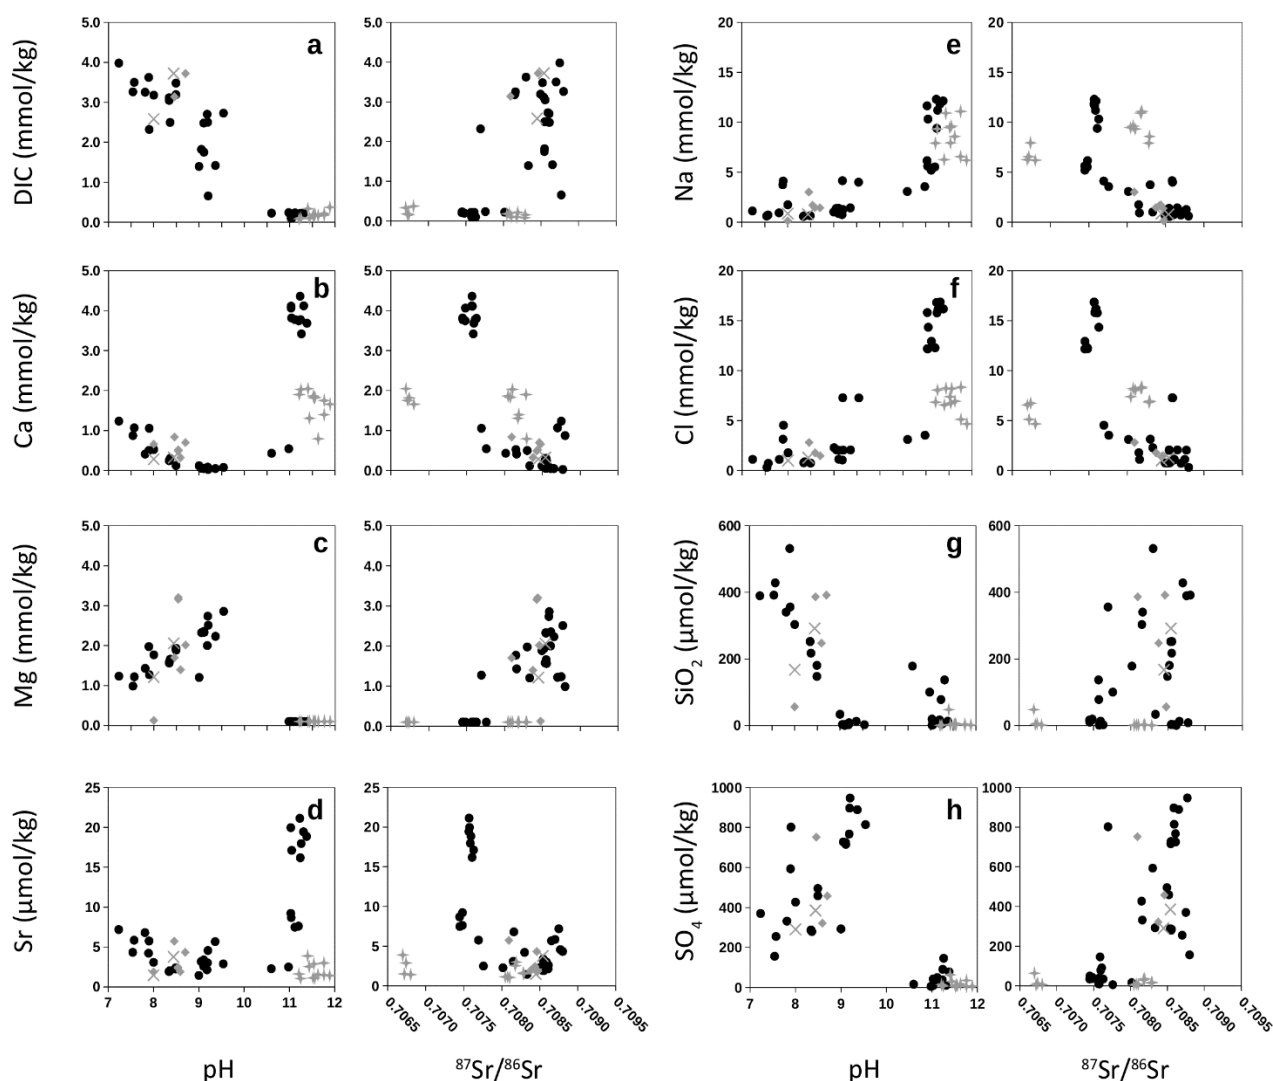 5.0 5.0 20 20
a e
4.0 4.0 15 15
3.0 3.0
DIC (mmol/kg) Na (mmol/kg)
10 10
2.0 2.0
5 5
1.0 1.0
0.0 0.0 0 0
5.0 5.0 20 20
b f
4.0 4.0 15 15
3.0 3.0
Ca (mmol/kg) Cl (mmol/kg)
10 10
2.0 2.0
5 5
1.0 1.0
0.0 0.0 0 0
5.0 5.0 600 600
c g
4.0 4.0
400 400
3.0 3.0
Mg (mmol/kg) SiO2 (µmol/kg)
2.0 2.0
200 200
1.0 1.0
0.0 0.0 0 0
25 25 1000 1000
d h
20 20 800 800
15 15 600 600
Sr (µmol/kg) SO4 (µmol/kg)
10 10 400 400
5 5 200 200
0 0 0 0
7 8 9 10 11 12 0.7065 0.7070 0.7075 0.7080 0.7085 0.7090 0.7095 7 8 9 10 11 12 0.7065 0.7070 0.7075 0.7080 0.7085 0.7090 0.7095
pH 87Sr/86Sr pH 87Sr/86Sr